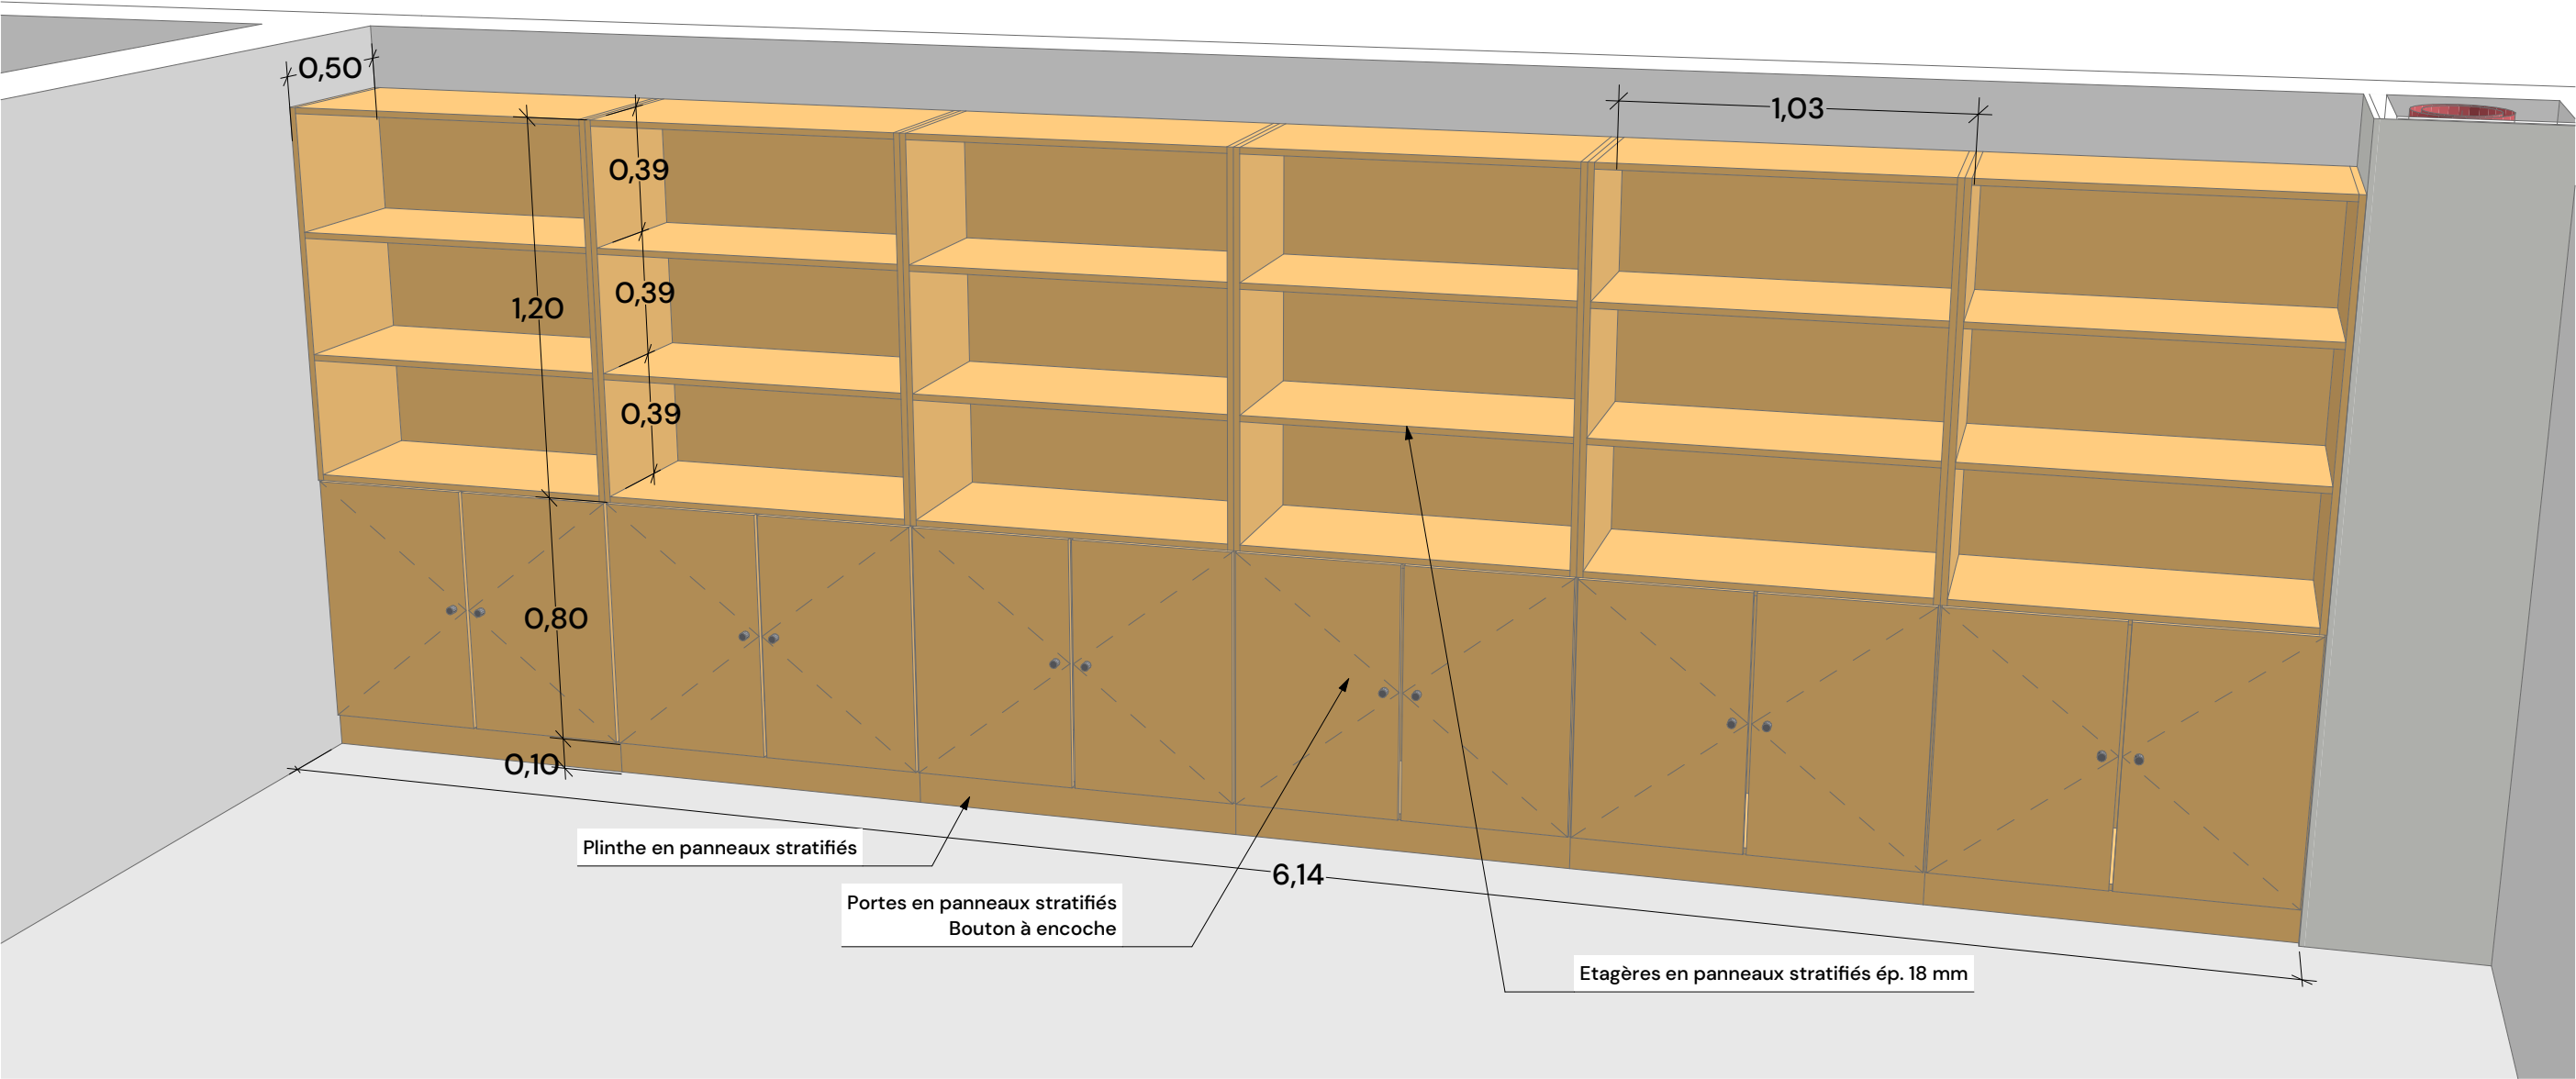 0,50
1,03
0,39
0,39
1,20
0,39
0,80
0,10
Plinthe en panneaux stratifiés
6,14
Portes en panneaux stratifiés
Bouton à encoche
Etagères en panneaux stratifiés ép. 18 mm